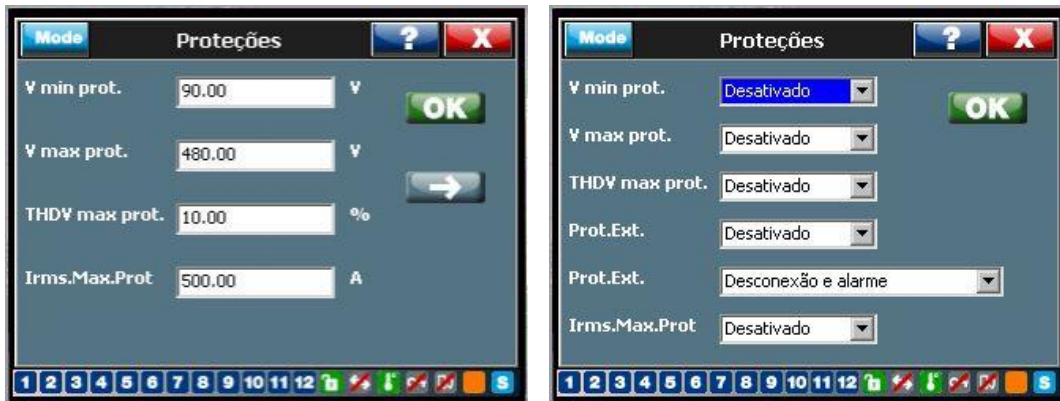 Mode Proteções ? X
V min prot. 90.00 V
OK
V max prot. 480.00 V
THDV max prot. 10.00 %
Irms.Max.Prot 500.00 A
1 2 3 4 5 6 7 8 9 10 11 12 S
Mode Proteções ? X
V min prot. Desativado
OK
V max prot. Desativado
THDV max prot. Desativado
Prot.Ext. Desativado
Prot.Ext. Desconexão e alarme
Irms.Max.Prot Desativado
1 2 3 4 5 6 7 8 9 10 11 12 S